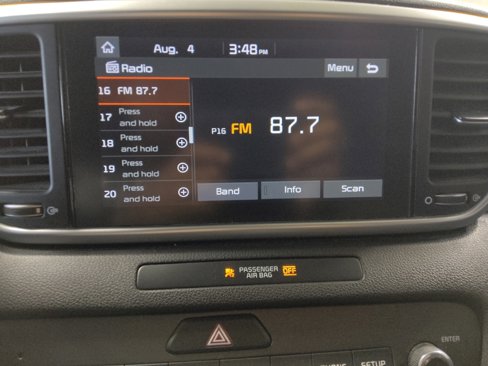 Aug. 4 3:48 PM
Radio Menu
16 FM 87.7
17 Press and hold
18 Press and hold
19 Press and hold
20 Press and hold
P16 FM 87.7
Band Info Scan
PASSENGER AIR BAG OFF
ENTER
SETUP